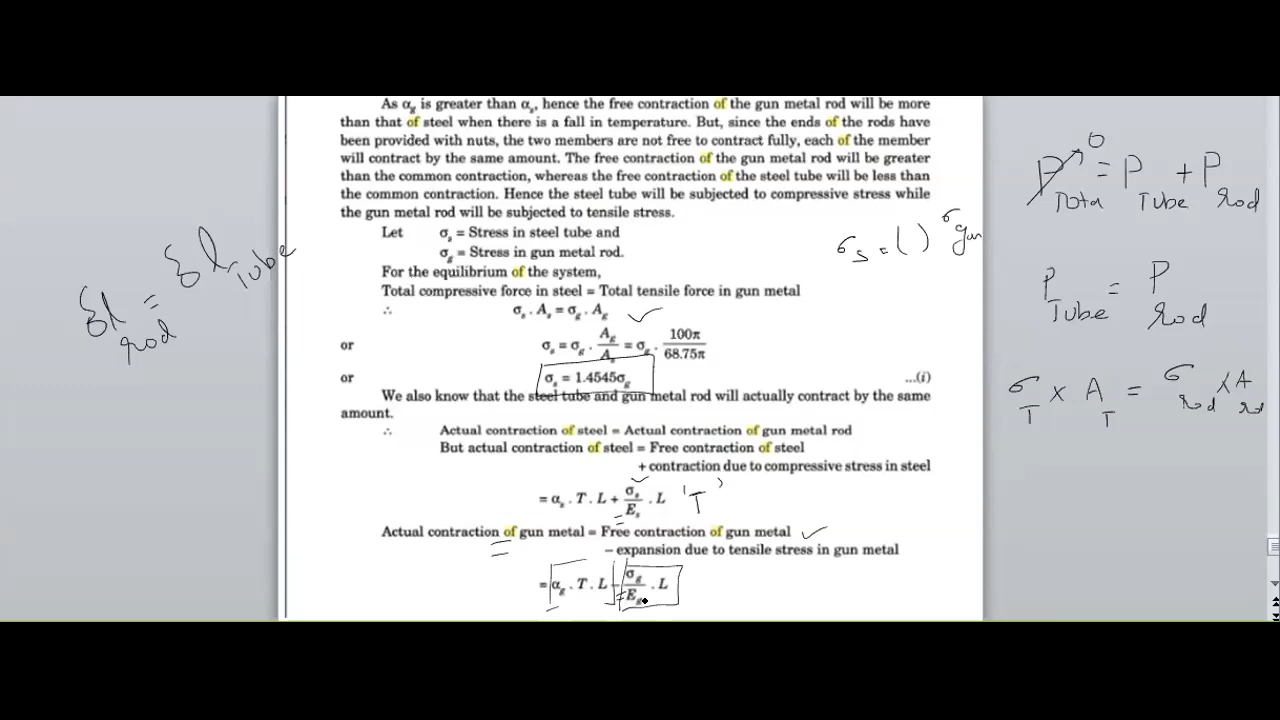 As αg is greater than αs, hence the free contraction of the gun metal rod will be more
than that of steel when there is a fall in temperature. But, since the ends of the rods have
been provided with nuts, the two members are not free to contract fully, each of the member
will contract by the same amount. The free contraction of the gun metal rod will be greater
than the common contraction, whereas the free contraction of the steel tube will be less than
the common contraction. Hence the steel tube will be subjected to compressive stress while
the gun metal rod will be subjected to tensile stress.
Let σs = Stress in steel tube and
σg = Stress in gun metal rod.
For the equilibrium of the system,
Total compressive force in steel = Total tensile force in gun metal
∴ σs . As = σg . Ag
or σs = σg . Ag/As = σg . 100π/68.75π
or σs = 1.4545σg ...(i)
We also know that the steel tube and gun metal rod will actually contract by the same
amount.
∴ Actual contraction of steel = Actual contraction of gun metal rod
But actual contraction of steel = Free contraction of steel
+ contraction due to compressive stress in steel
= αs . T . L + σs/Es . L 'T'
Actual contraction of gun metal = Free contraction of gun metal
– expansion due to tensile stress in gun metal
= αg . T . L – σg/Eg . L
δl rod = δl Tube
P Tota 0 = P Tube + P rod
σs = ( ) σ gun
P Tube = P rod
σT × AT = σ rod × A rd